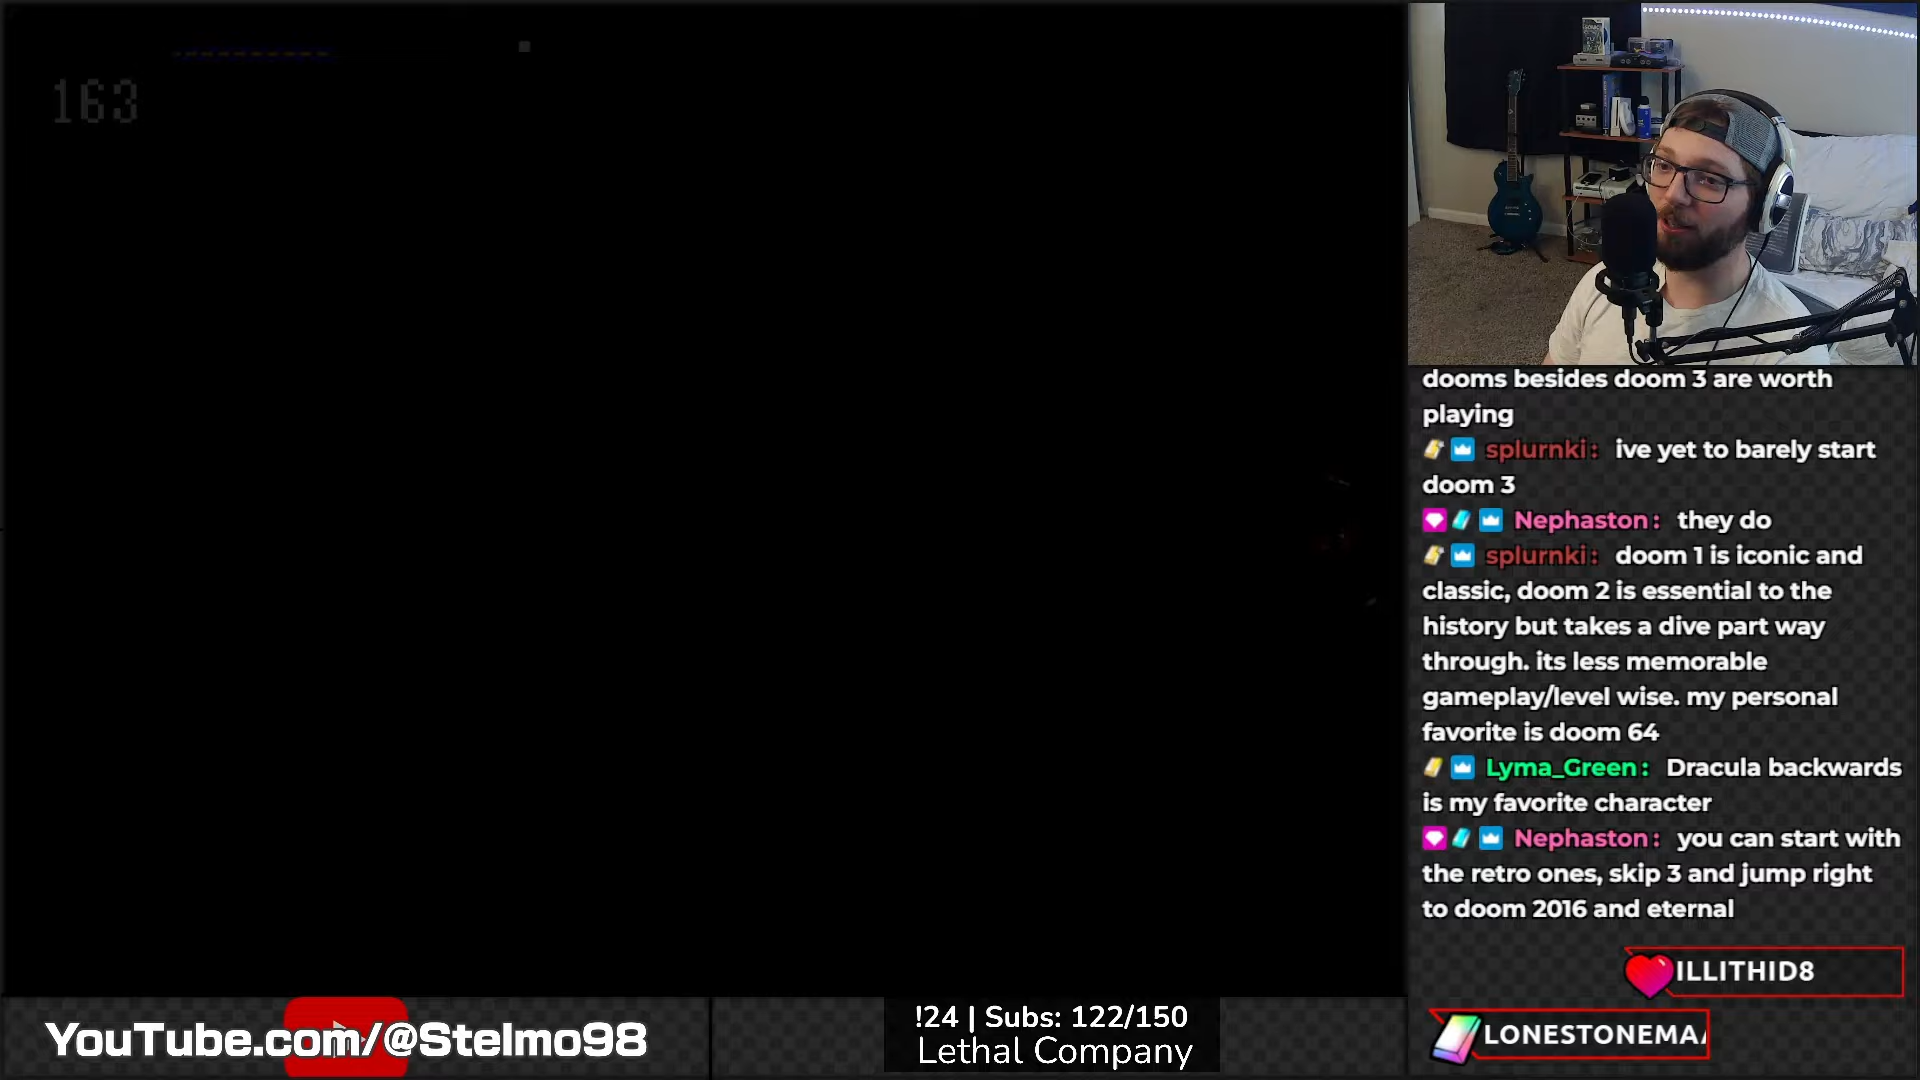 163
dooms besides doom 3 are worth
playing
splurnki: ive yet to barely start
doom 3
Nephaston: they do
splurnki: doom 1 is iconic and
classic, doom 2 is essential to the
history but takes a dive part way
through. its less memorable
gameplay/level wise. my personal
favorite is doom 64
Lyma_Green: Dracula backwards
is my favorite character
Nephaston: you can start with
the retro ones, skip 3 and jump right
to doom 2016 and eternal
ILLITHID8
LONESTONEMA
YouTube.com/@Stelmo98
!24 | Subs: 122/150
Lethal Company